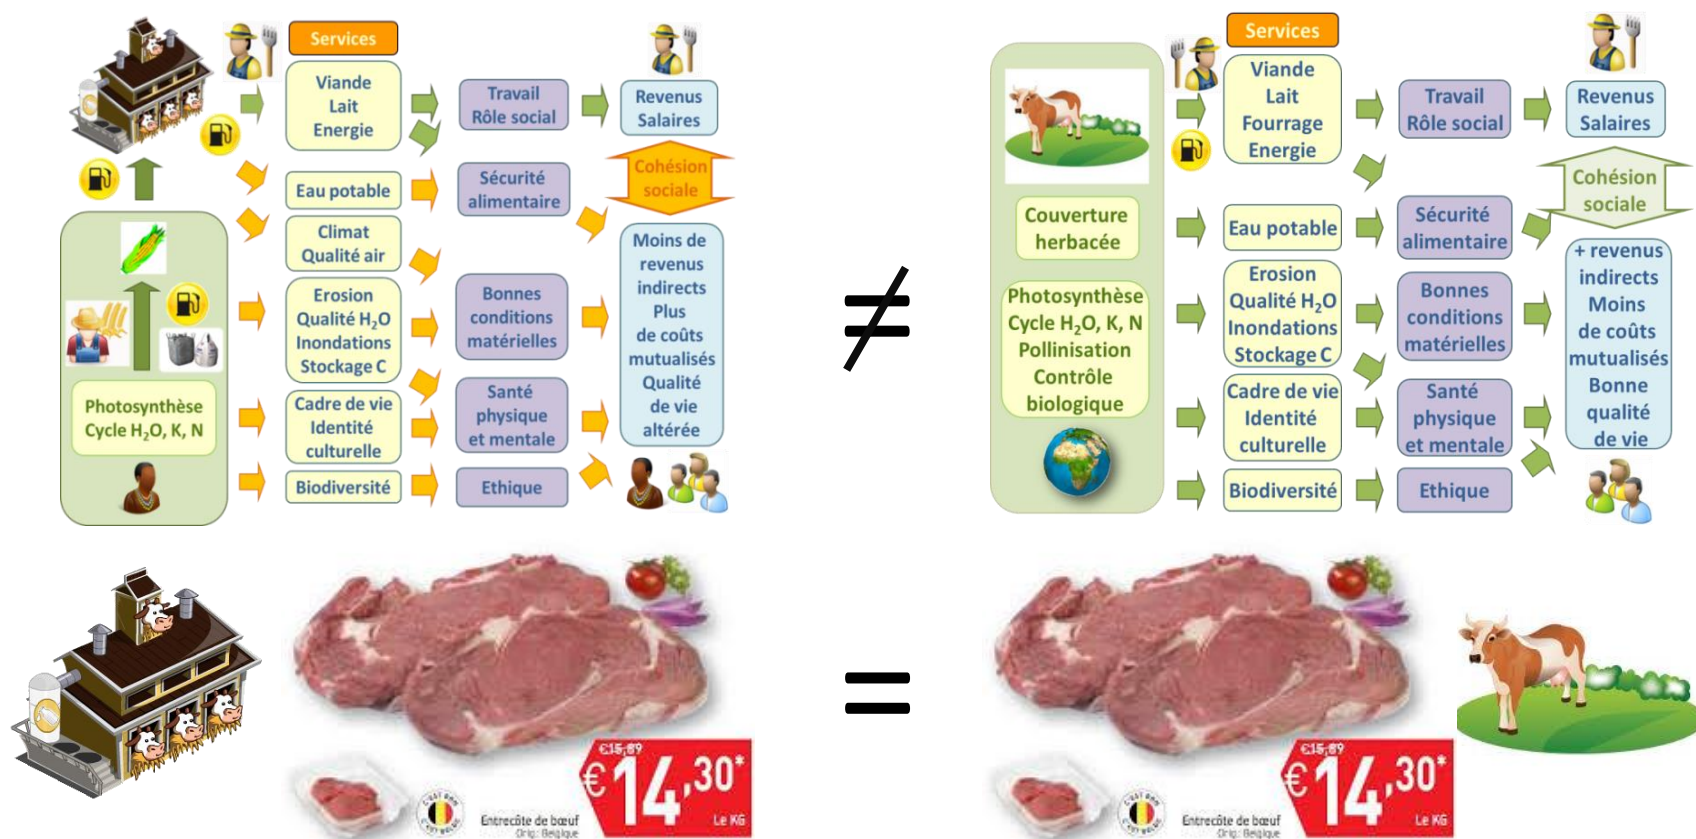 Services
Viande
Lait
Energie
Travail
Rôle social
Revenus
Salaires
Cohésion
sociale
Eau potable
Sécurité
alimentaire
Climat
Qualité air
Moins de
revenus
indirects
Plus
de coûts
mutualisés
Qualité
de vie
altérée
Erosion
Qualité H₂O
Inondations
Stockage C
Bonnes
conditions
matérielles
Photosynthèse
Cycle H₂O, K, N
Cadre de vie
Identité
culturelle
Santé
physique
et mentale
Biodiversité
Ethique
≠
Services
Viande
Lait
Fourrage
Energie
Travail
Rôle social
Revenus
Salaires
Cohésion
sociale
Couverture
herbacée
Eau potable
Sécurité
alimentaire
+ revenus
indirects
Moins
de coûts
mutualisés
Bonne
qualité
de vie
Photosynthèse
Cycle H₂O, K, N
Pollinisation
Contrôle
biologique
Erosion
Qualité H₂O
Inondations
Stockage C
Bonnes
conditions
matérielles
Cadre de vie
Identité
culturelle
Santé
physique
et mentale
Biodiversité
Ethique
€15,89
€14,30*
Le KG
Entrecôte de bœuf
Orig: Belgique
=
€15,89
€14,30*
Le KG
Entrecôte de bœuf
Orig: Belgique